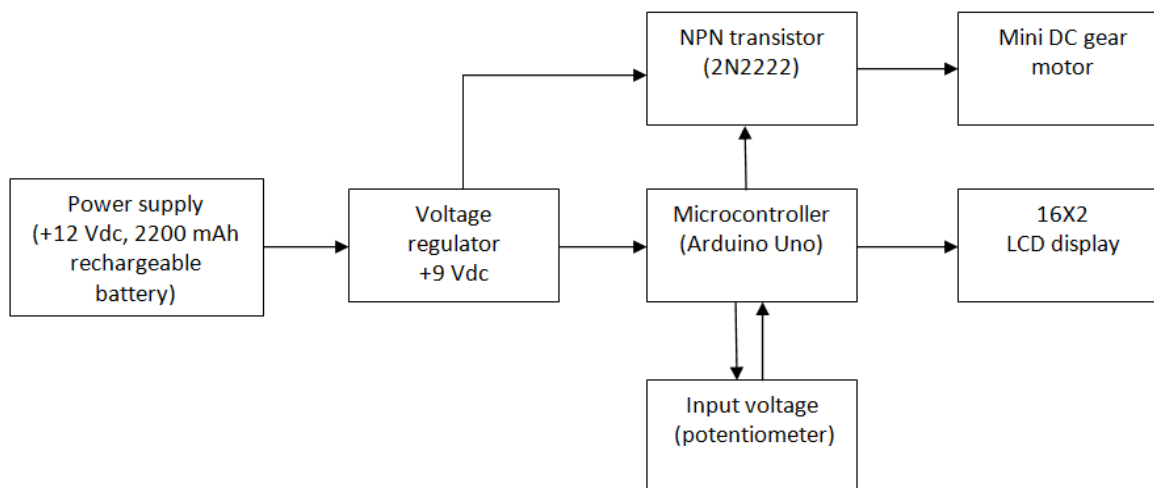 NPN transistor
(2N2222)
Mini DC gear
motor
Power supply
(+12 Vdc, 2200 mAh
rechargeable
battery)
Voltage
regulator
+9 Vdc
Microcontroller
(Arduino Uno)
16X2
LCD display
Input voltage
(potentiometer)